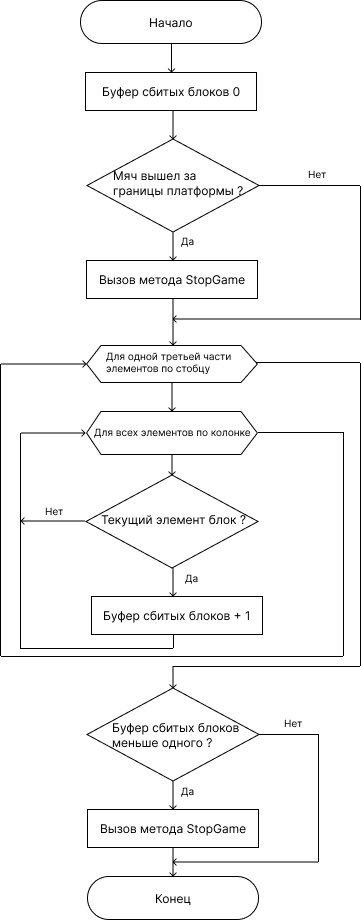 Начало
Буфер сбитых блоков 0
Мяч вышел за
границы платформы ?
Нет
Да
Вызов метода StopGame
Для одной третьей части
элементов по стобцу
Для всех элементов по колонке
Текущий элемент блок ?
Нет
Да
Буфер сбитых блоков + 1
Буфер сбитых блоков
меньше одного ?
Нет
Да
Вызов метода StopGame
Конец